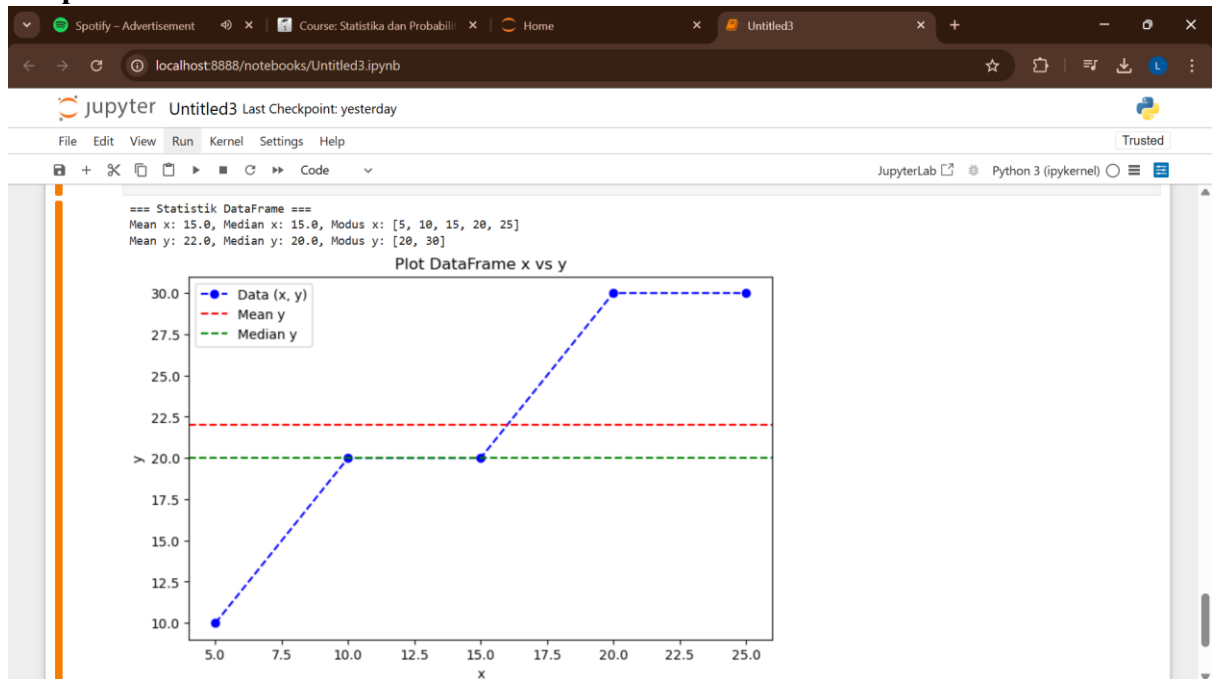 Spotify – Advertisement
Course: Statistika dan Probabili
Home
Untitled3
localhost:8888/notebooks/Untitled3.ipynb
L
jupyter Untitled3 Last Checkpoint: yesterday
File Edit View Run Kernel Settings Help
Trusted
Code
JupyterLab
Python 3 (ipykernel)
=== Statistik DataFrame ===
Mean x: 15.0, Median x: 15.0, Modus x: [5, 10, 15, 20, 25]
Mean y: 22.0, Median y: 20.0, Modus y: [20, 30]
Plot DataFrame x vs y
Data (x, y)
Mean y
Median y
30.0
27.5
25.0
22.5
20.0
17.5
15.0
12.5
10.0
y
5.0 7.5 10.0 12.5 15.0 17.5 20.0 22.5 25.0
x